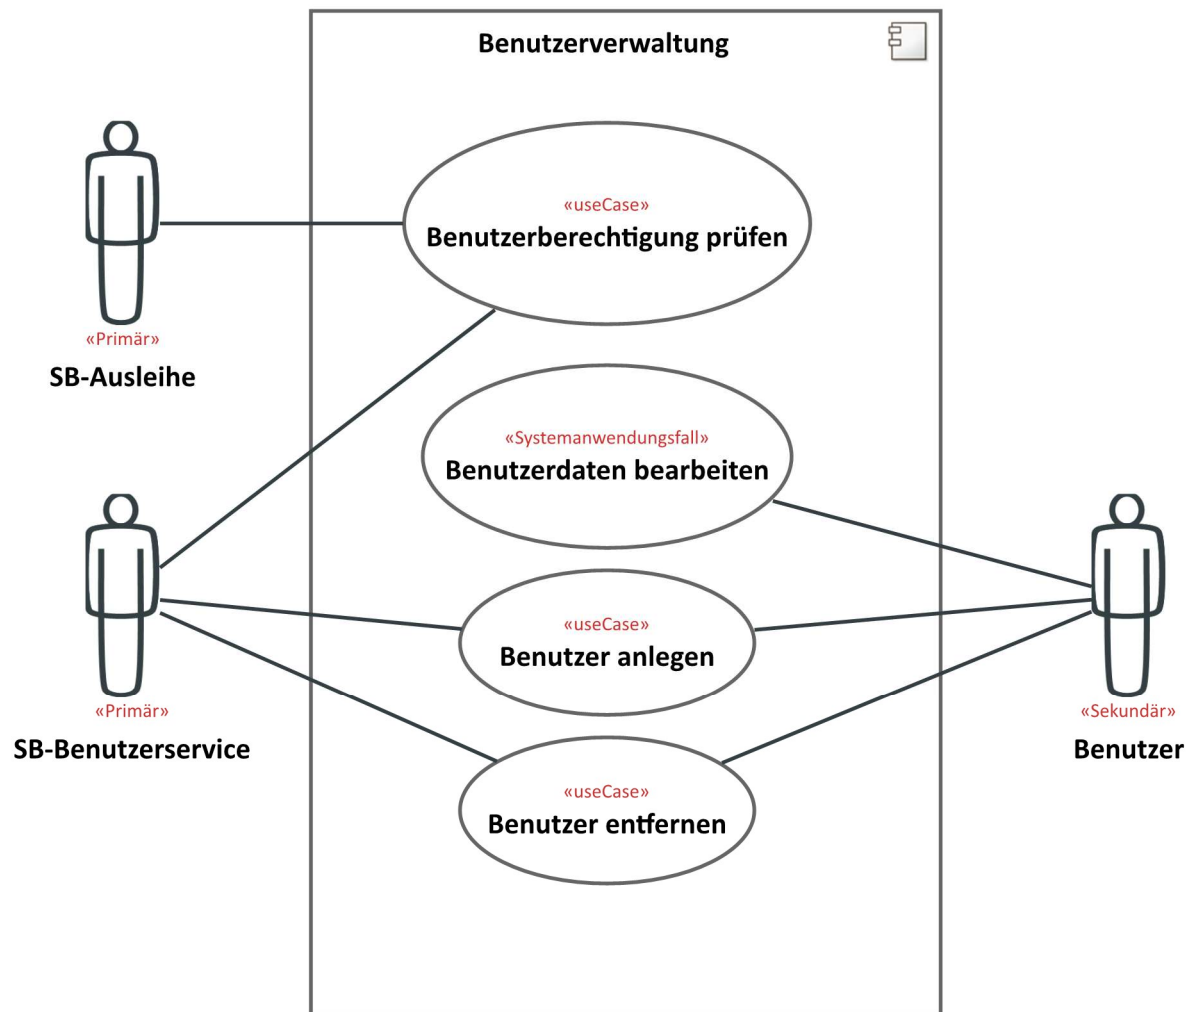 Benutzerverwaltung
«useCase»
Benutzerberechtigung prüfen
«Primär»
SB-Ausleihe
«Systemanwendungsfall»
Benutzerdaten bearbeiten
«useCase»
Benutzer anlegen
«Primär»
SB-Benutzerservice
«Sekundär»
Benutzer
«useCase»
Benutzer entfernen